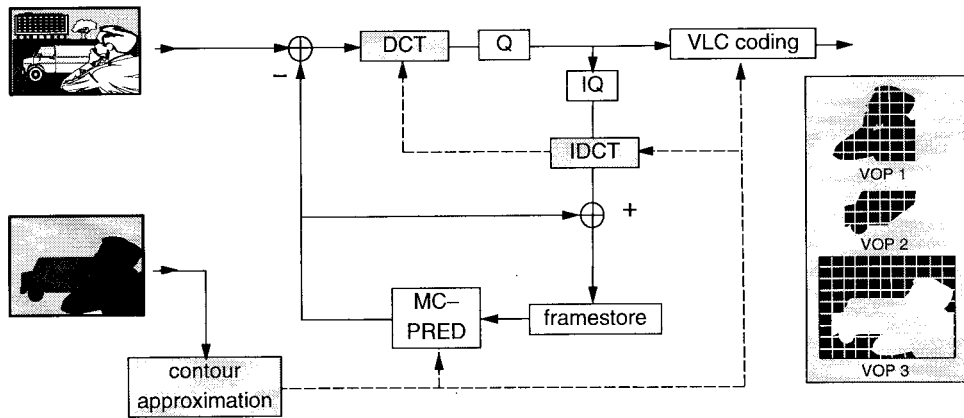 DCT
Q
VLC coding
−
IQ
IDCT
+
MC–
PRED
framestore
contour
approximation
VOP 1
VOP 2
VOP 3